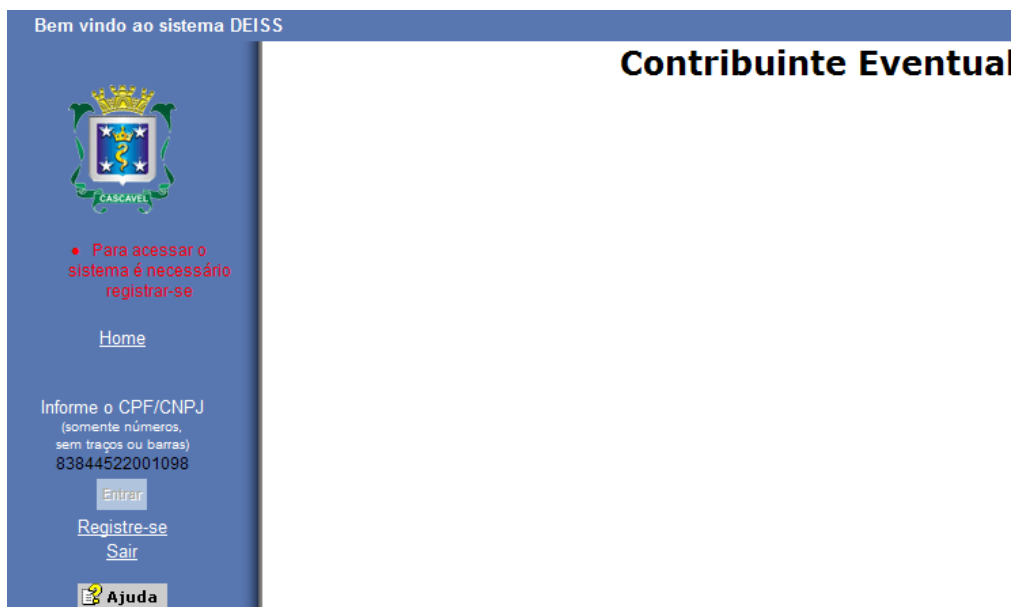 Bem vindo ao sistema DEISS
Contribuinte Eventual
CASCAVEL
Para acessar o
sistema é necessário
registrar-se
Home
Informe o CPF/CNPJ
(somente números,
sem traços ou barras)
83844522001098
Entrar
Registre-se
Sair
Ajuda